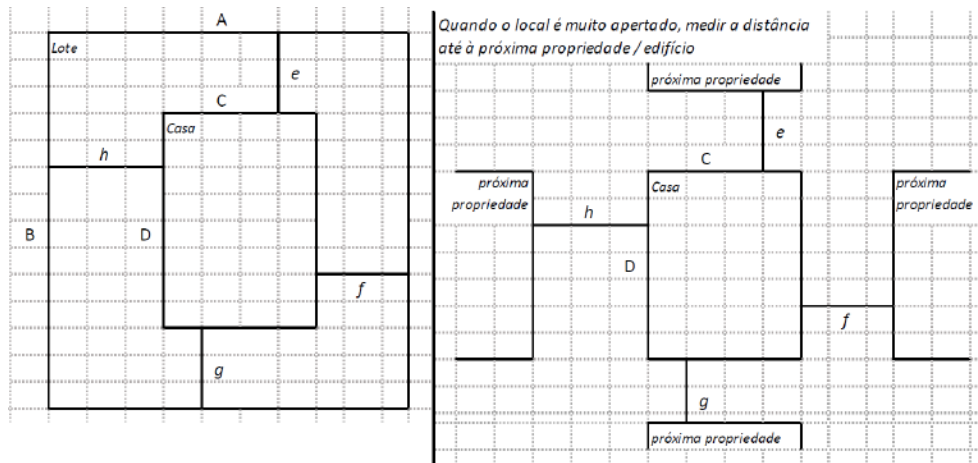 A
Lote
e
C
Casa
h
B
D
f
g
Quando o local é muito apertado, medir a distância
até à próxima propriedade / edifício
próxima propriedade
e
C
próxima
propriedade
Casa
próxima
propriedade
h
D
f
g
próxima propriedade